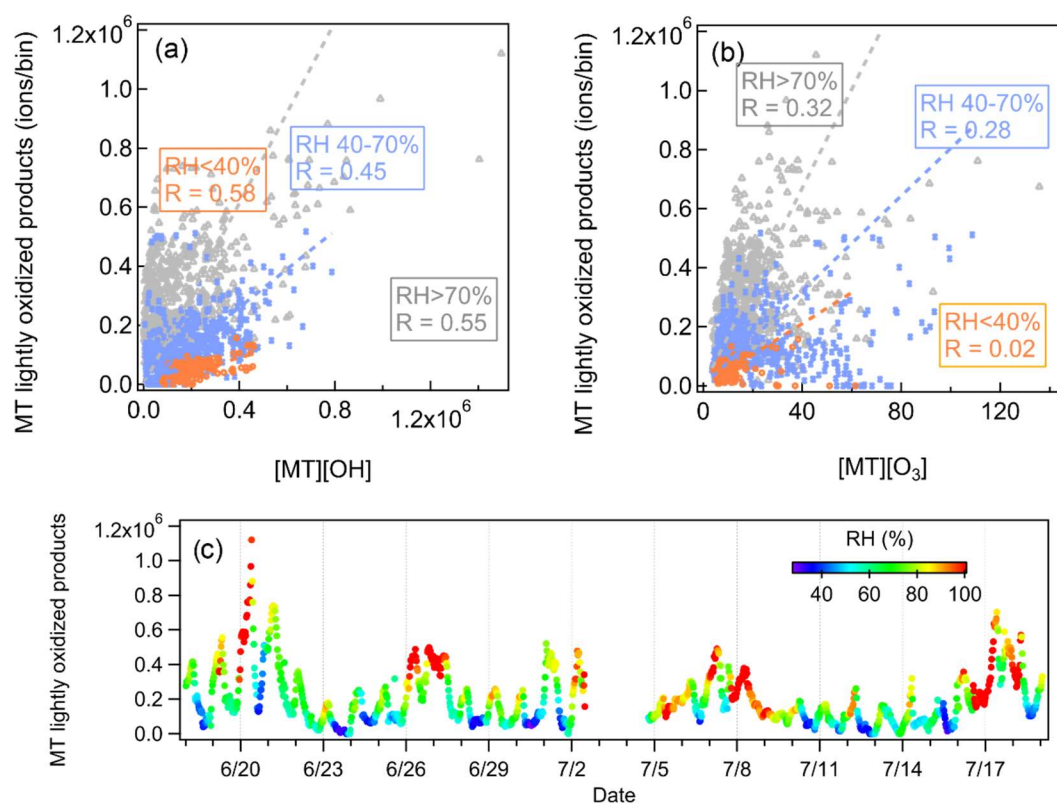 1.2x10⁶
(a)
MT lightly oxidized products (ions/bin)
1.0
0.8
0.6
0.4
0.2
0.0
RH<40%
R = 0.58
RH 40-70%
R = 0.45
RH>70%
R = 0.55
0.0
0.4
1.2x10⁶
[MT][OH]
1.2x10⁶
(b)
MT lightly oxidized products (ions/bin)
1.0
0.8
0.6
0.4
0.2
0.0
RH>70%
R = 0.32
RH 40-70%
R = 0.28
RH<40%
R = 0.02
0
40
80
120
[MT][O₃]
MT lightly oxidized products
1.2x10⁶
1.0
0.8
0.6
0.4
0.2
0.0
(c)
RH (%)
40
60
80
100
6/20
6/23
6/26
6/29
7/2
7/5
7/8
7/11
7/14
7/17
Date